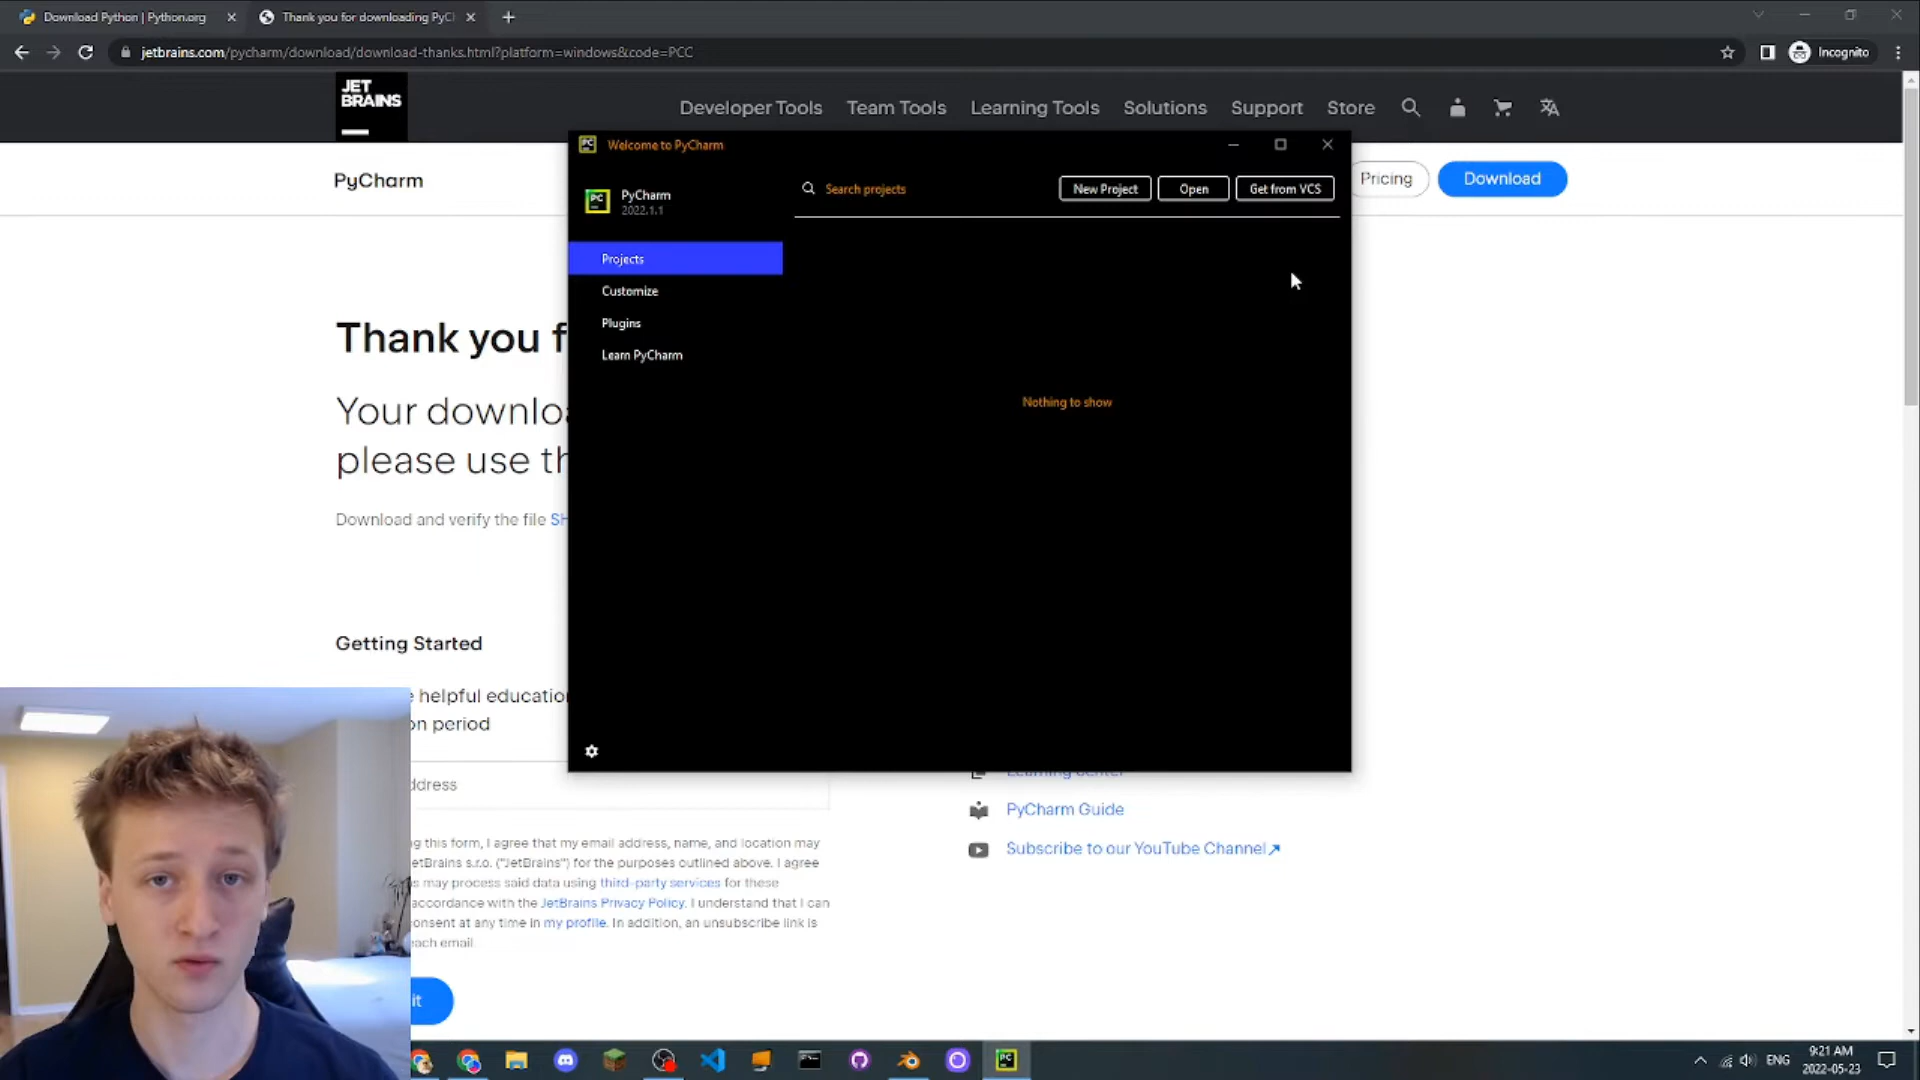 Download Python | Python.org
Thank you for downloading PyC
jetbrains.com/pycharm/download/download-thanks.html?platform=windows&code=PCC
Incognito
JET
BRAINS
Developer Tools
Team Tools
Learning Tools
Solutions
Support
Store
Welcome to PyCharm
PyCharm
Pricing
Download
PyCharm
2022.1.1
Search projects
New Project
Open
Get from VCS
Projects
Customize
Plugins
Learn PyCharm
Nothing to show
Thank you f
Your downlo
please use th
Download and verify the file SH
Getting Started
helpful education
on period
ddress
PyCharm Guide
Subscribe to our YouTube Channel↗
g this form, I agree that my email address, name, and location may
etBrains s.r.o. ("JetBrains") for the purposes outlined above. I agree
s may process said data using third-party services for these
accordance with the JetBrains Privacy Policy. I understand that I can
onsent at any time in my profile. In addition, an unsubscribe link is
each email.
it
ENG
9:21 AM
2022-05-23